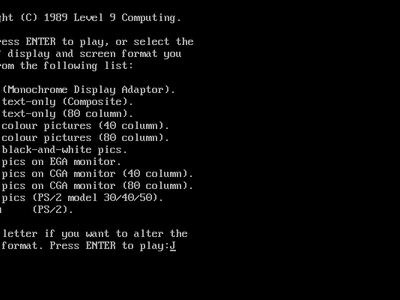 ght (C) 1989 Level 9 Computing.
ress ENTER to play, or select the
display and screen format you
rom the following list:
(Monochrome Display Adaptor).
text-only (Composite).
text-only (80 column).
colour pictures (40 column).
colour pictures (80 column).
black-and-white pics.
pics on EGA monitor.
pics on CGA monitor (40 column).
pics on CGA monitor (80 column).
pics (PS/2 model 30/40/50).
(PS/2).
letter if you want to alter the
format. Press ENTER to play:J